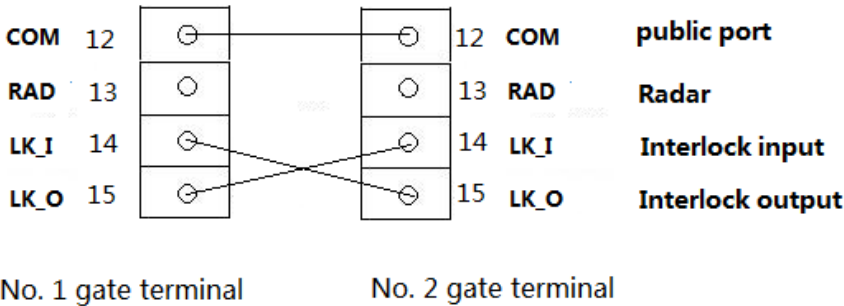 COM 12 12 COM public port
RAD 13 13 RAD Radar
LK_I 14 14 LK_I Interlock input
LK_O 15 15 LK_O Interlock output
No. 1 gate terminal No. 2 gate terminal